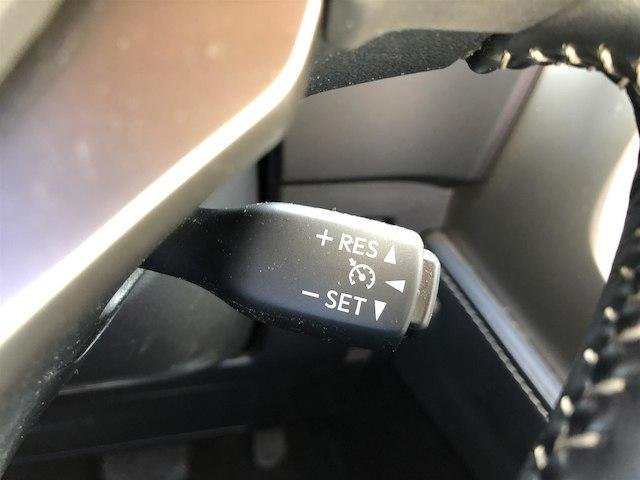 + RES
− SET